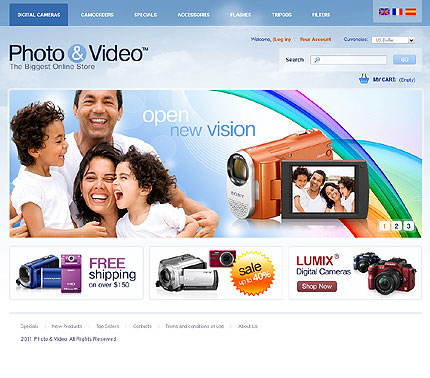 DIGITAL CAMERAS CAMCORDERS SPECIALS ACCESSORIES FLASHES TRIPODS FILTERS
Welcome, (Log in) Your Account Currencies: US Dollar
Photo & Video™
The Biggest Online Store
Search GO
MY CART: (Empty)
open
new vision
SONY
1 2 3
FREE
shipping
on over $150
sale
up to 40%
LUMIX®
Digital Cameras
Shop Now
Specials New Products Top Sellers Contacts Terms and conditions of use About Us
2011 Photo & Video All Rights Reserved